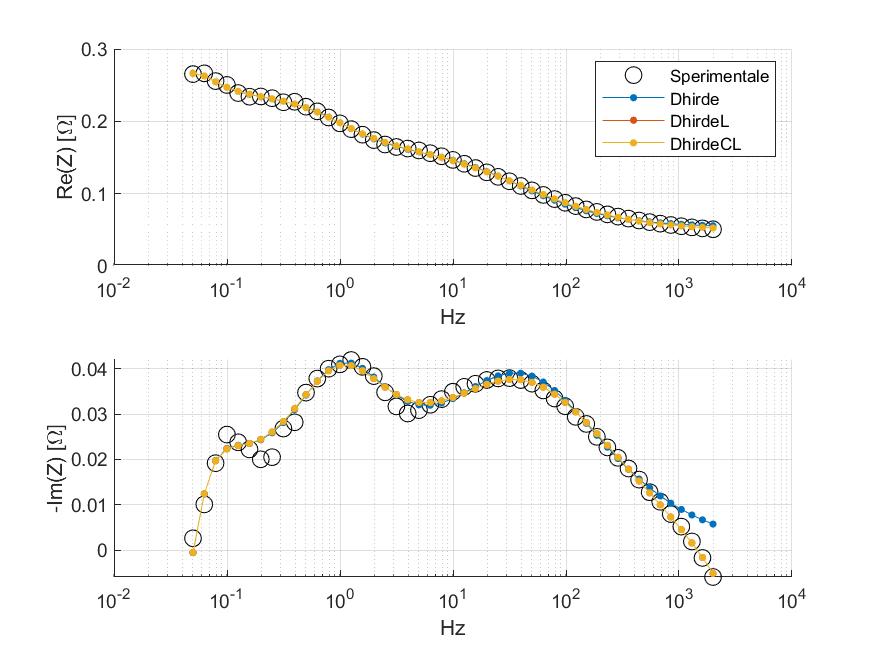 0.3
0.2
0.1
0
Re(Z) [Ω]
Sperimentale
Dhirde
DhirdeL
DhirdeCL
10-2 10-1 100 101 102 103 104
Hz
0.04
0.03
0.02
0.01
0
-Im(Z) [Ω]
10-2 10-1 100 101 102 103 104
Hz